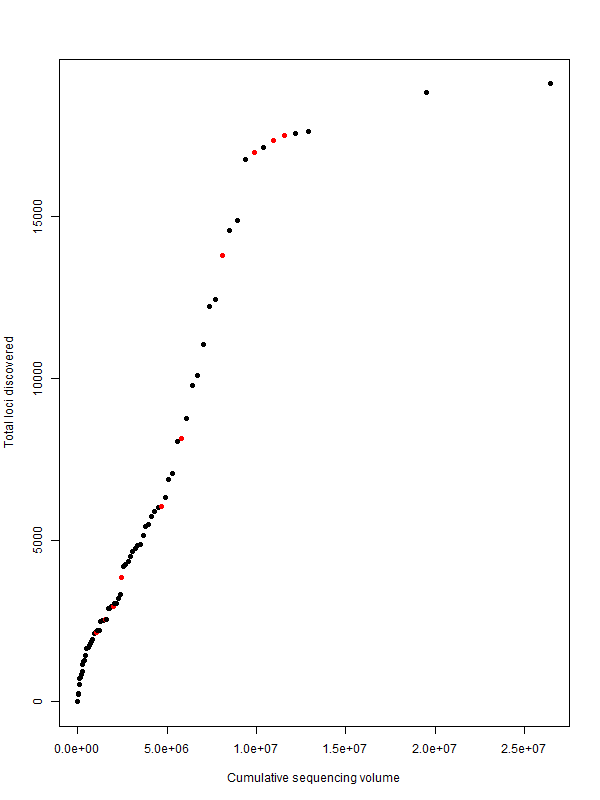 15000
10000
5000
0
Total loci discovered
0.0e+00 5.0e+06 1.0e+07 1.5e+07 2.0e+07 2.5e+07
Cumulative sequencing volume